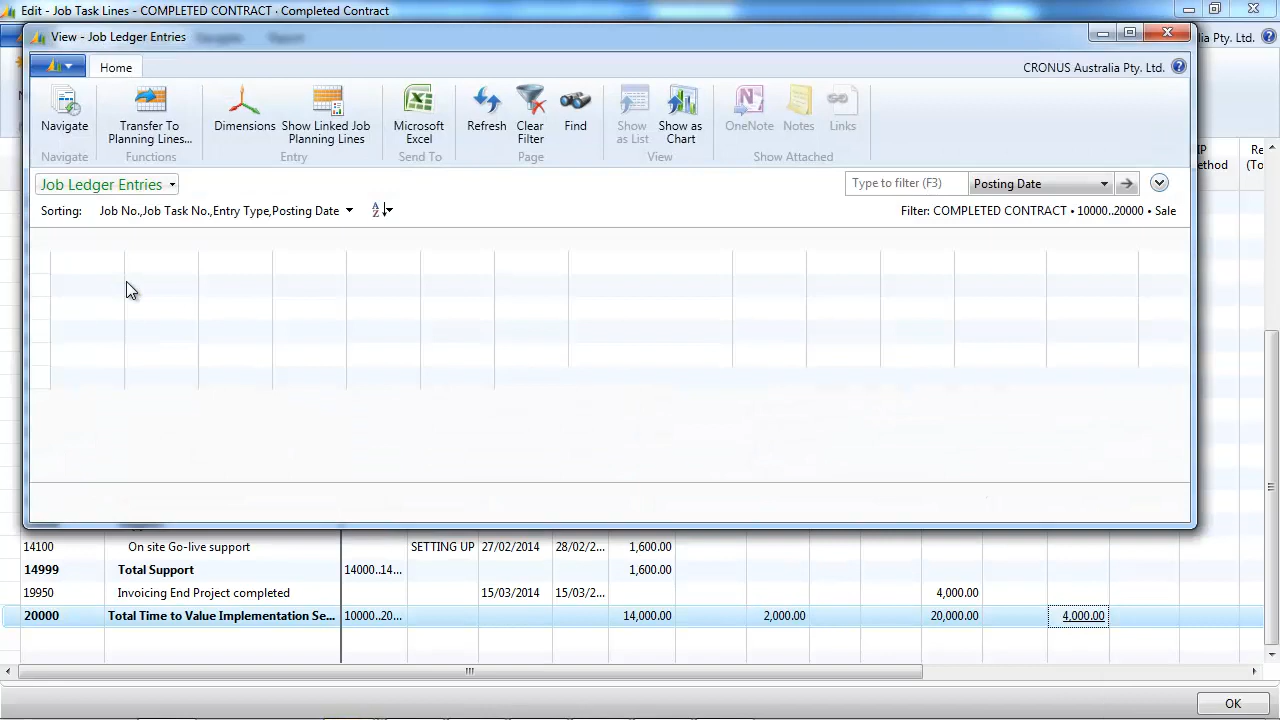 Edit - Job Task Lines - COMPLETED CONTRACT · Completed Contract
View - Job Ledger Entries
Home
CRONUS Australia Pty. Ltd.
alia Pty. Ltd.
Navigate
Transfer To Planning Lines...
Dimensions
Show Linked Job Planning Lines
Microsoft Excel
Refresh
Clear Filter
Find
Show as List
Show as Chart
OneNote
Notes
Links
Navigate
Functions
Entry
Send To
Page
View
Show Attached
Job Ledger Entries
Type to filter (F3)
Posting Date
Sorting: Job No.,Job Task No.,Entry Type,Posting Date
Filter: COMPLETED CONTRACT • 10000..20000 • Sale
14100 On site Go-live support SETTING UP 27/02/2014 28/02/2... 1,600.00
14999 Total Support 14000..14... 1,600.00
19950 Invoicing End Project completed 15/03/2014 15/03/2... 4,000.00
20000 Total Time to Value Implementation Se... 10000..20... 14,000.00 2,000.00 20,000.00 4,000.00
OK